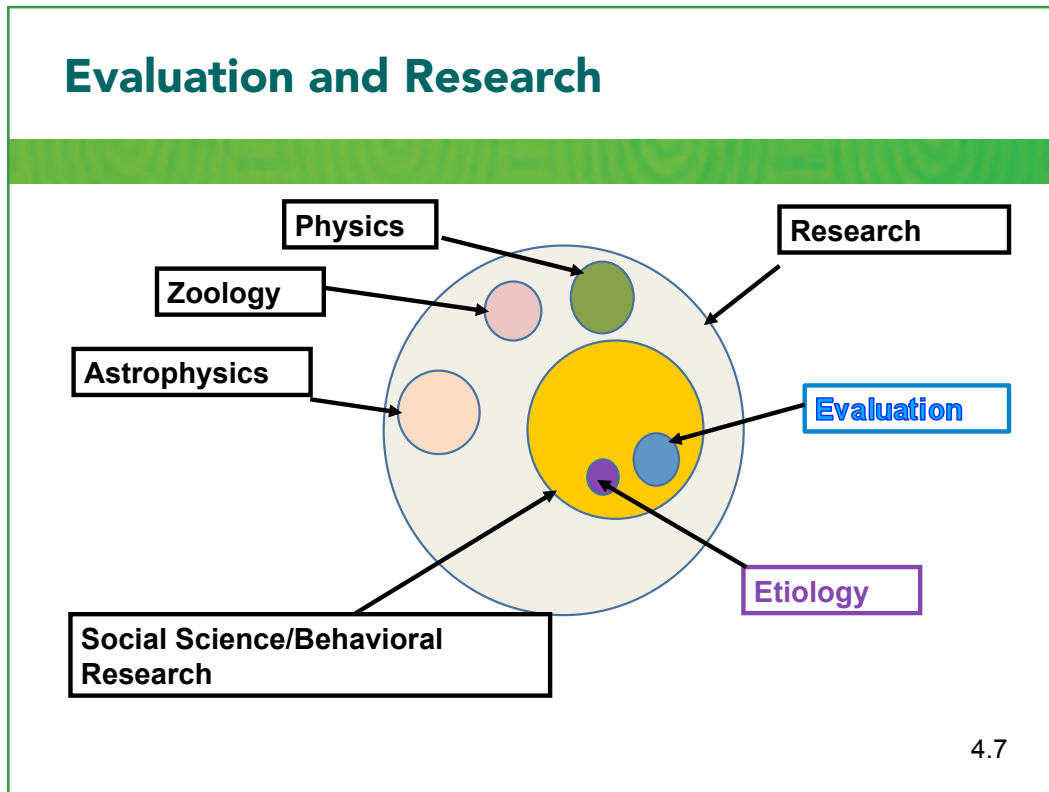 Evaluation and Research
Physics
Research
Zoology
Astrophysics
Evaluation
Etiology
Social Science/Behavioral
Research
4.7